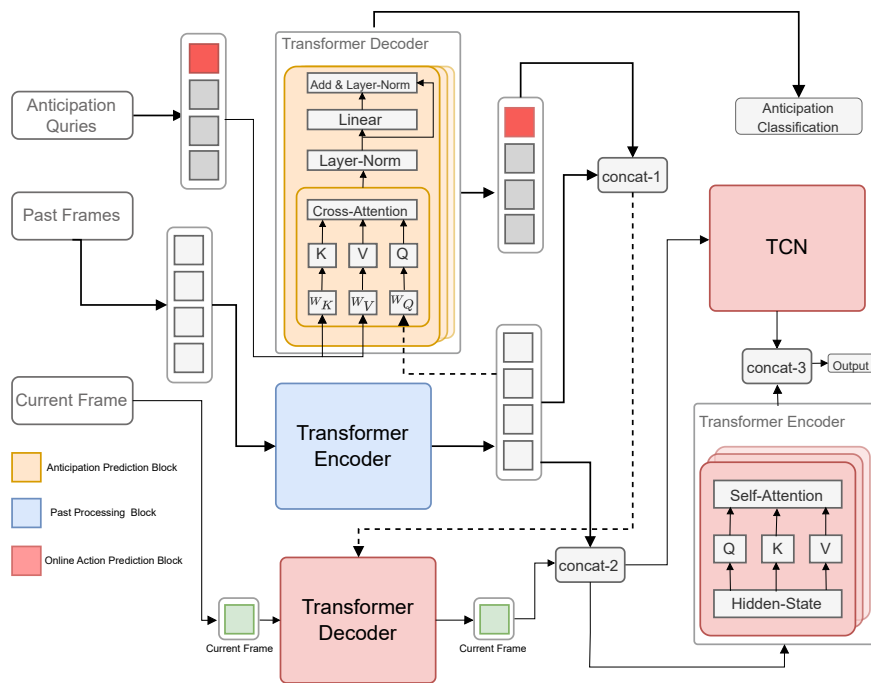 Transformer Decoder
Add & Layer-Norm
Linear
Layer-Norm
Cross-Attention
K
V
Q
W_K
W_V
W_Q
Anticipation
Quries
Past Frames
Current Frame
Anticipation Prediction Block
Past Processing Block
Online Action Prediction Block
Transformer
Encoder
Transformer
Decoder
Current Frame
Current Frame
concat-1
concat-2
Anticipation
Classification
TCN
concat-3
Output
Transformer Encoder
Self-Attention
Q
K
V
Hidden-State